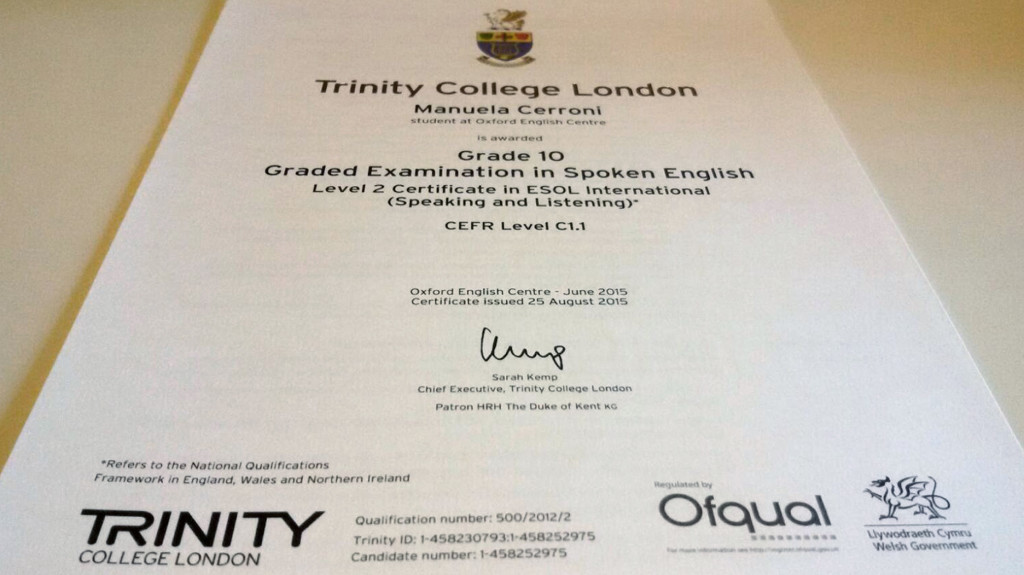 Trinity College London
Manuela Cerroni
student at Oxford English Centre
is awarded
Grade 10
Graded Examination in Spoken English
Level 2 Certificate in ESOL International
(Speaking and Listening)*
CEFR Level C1.1
Oxford English Centre - June 2015
Certificate issued 25 August 2015
Sarah Kemp
Chief Executive, Trinity College London
Patron HRH The Duke of Kent KG
*Refers to the National Qualifications
Framework in England, Wales and Northern Ireland
TRINITY
COLLEGE LONDON
Qualification number: 500/2012/2
Trinity ID: 1-458230793:1-458252975
Candidate number: 1-458252975
Regulated by
Ofqual
For more information see
Llywodraeth Cymru
Welsh Government